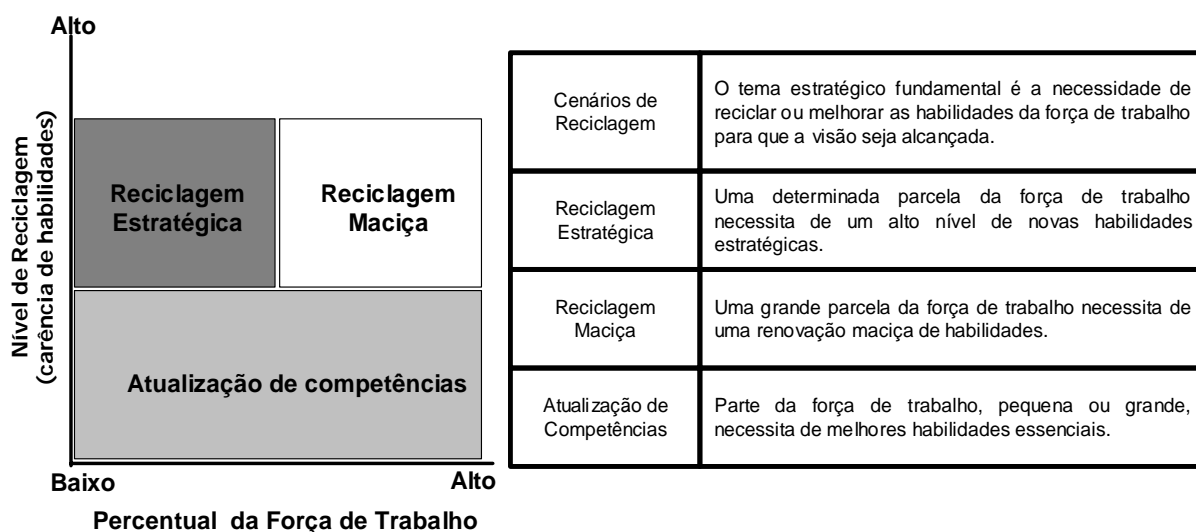 Alto
Nível de Reciclagem
(carência de habilidades)
Reciclagem
Estratégica
Reciclagem
Maciça
Atualização de competências
Baixo
Alto
Percentual da Força de Trabalho
Cenários de
Reciclagem
O tema estratégico fundamental é a necessidade de
reciclar ou melhorar as habilidades da força de trabalho
para que a visão seja alcançada.
Reciclagem
Estratégica
Uma determinada parcela da força de trabalho
necessita de um alto nível de novas habilidades
estratégicas.
Reciclagem
Maciça
Uma grande parcela da força de trabalho necessita de
uma renovação maciça de habilidades.
Atualização de
Competências
Parte da força de trabalho, pequena ou grande,
necessita de melhores habilidades essenciais.